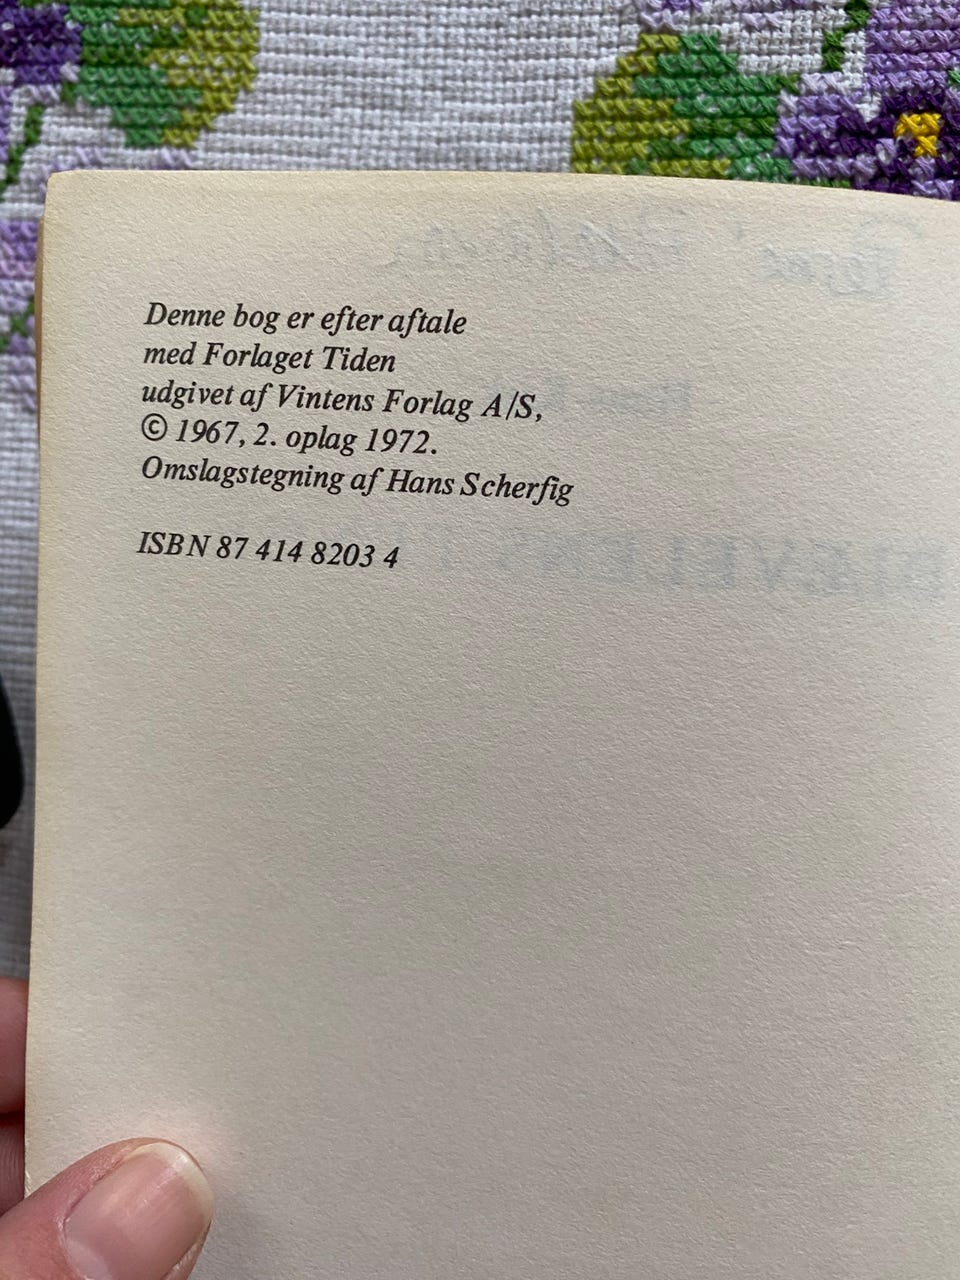 Denne bog er efter aftale
med Forlaget Tiden
udgivet af Vintens Forlag A/S,
© 1967, 2. oplag 1972.
Omslagstegning af Hans Scherfig
ISBN 87 414 8203 4